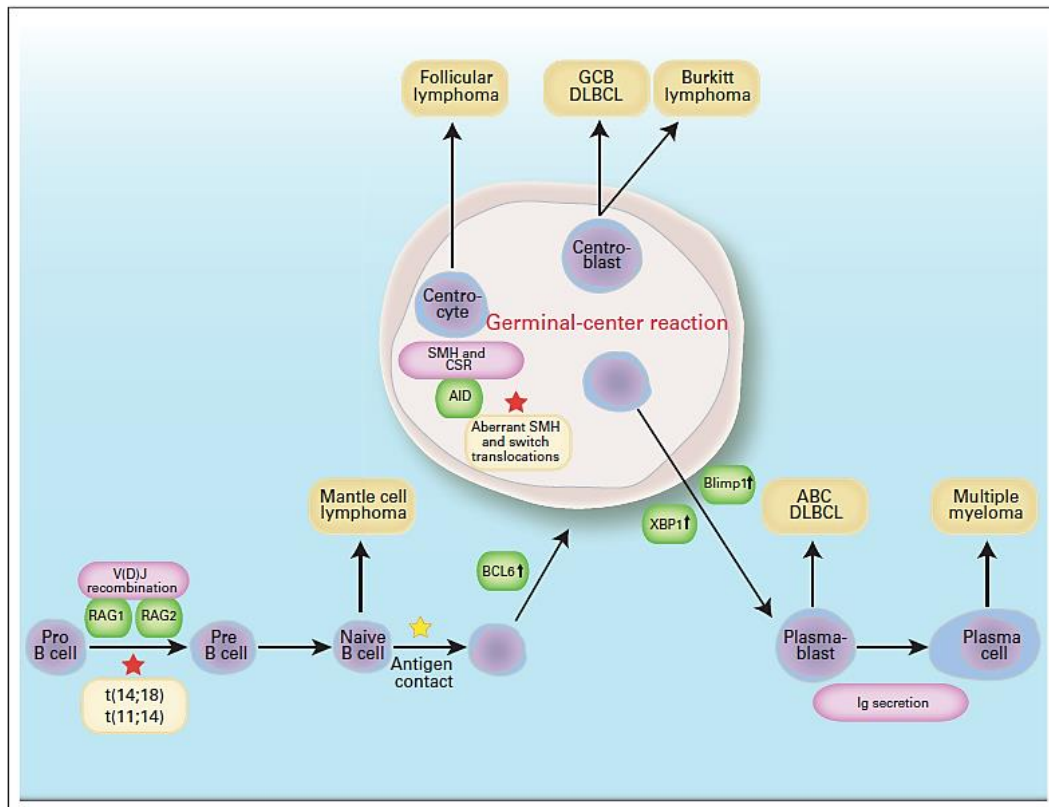 Follicular
lymphoma
GCB
DLBCL
Burkitt
lymphoma
Centro-
blast
Centro-
cyte
Germinal-center reaction
SMH and
CSR
AID
Aberrant SMH
and switch
translocations
Mantle cell
lymphoma
Blimp1⬆
XBP1⬆
ABC
DLBCL
Multiple
myeloma
BCL6⬆
V(D)J
recombination
RAG1
RAG2
Pro
B cell
Pre
B cell
Naive
B cell
Antigen
contact
Plasma-
blast
Plasma
cell
t(14;18)
t(11;14)
Ig secretion